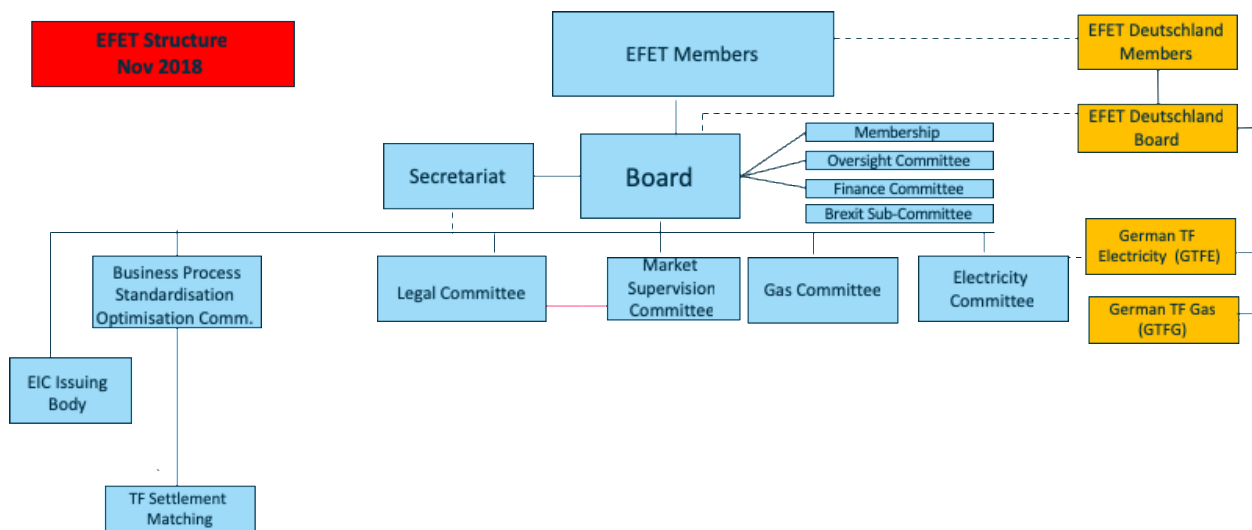 EFET Structure
Nov 2018
EFET Members
EFET Deutschland
Members
EFET Deutschland
Board
Secretariat
Board
Membership
Oversight Committee
Finance Committee
Brexit Sub-Committee
Business Process
Standardisation
Optimisation Comm.
Legal Committee
Market
Supervision
Committee
Gas Committee
Electricity
Committee
German TF
Electricity (GTFE)
German TF Gas
(GTFG)
EIC Issuing
Body
TF Settlement
Matching